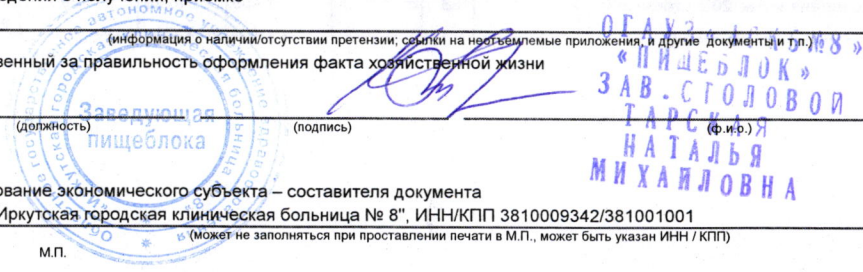 (информация о наличии/отсутствии претензии; ссылки на неотъемлемые приложения, и другие документы и т.п.)
венный за правильность оформления факта хозяйственной жизни
(должность)
(подпись)
(ф.и.о.)
Заведующая
пищеблока
«ПИЩЕБЛОК»
ЗАВ. СТОЛОВОЙ
ТАРСКАЯ
НАТАЛЬЯ
МИХАЙЛОВНА
ование экономического субъекта – составителя документа
Иркутская городская клиническая больница № 8", ИНН/КПП 3810009342/381001001
(может не заполняться при проставлении печати в М.П., может быть указан ИНН / КПП)
М.П.